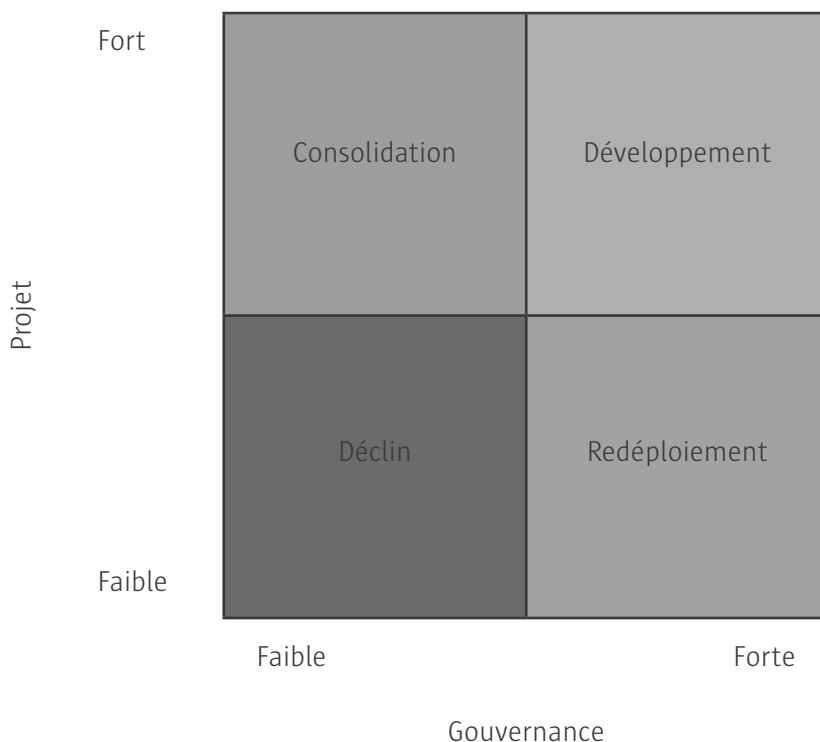 Fort
Consolidation
Développement
Projet
Déclin
Redéploiement
Faible
Faible
Forte
Gouvernance